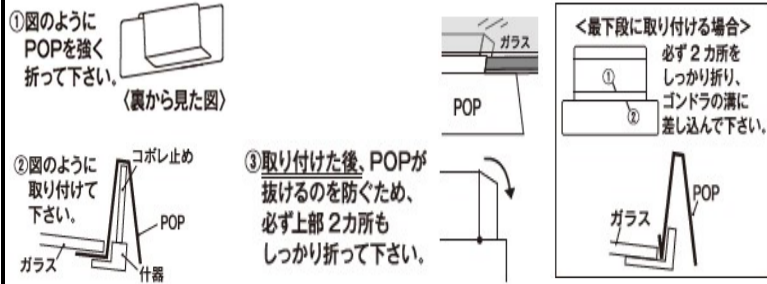 ①図のように
POPを強く
折って下さい。
〈裏から見た図〉
②図のように
取り付けて
下さい。
コボレ止め
POP
ガラス
什器
③取り付けた後、POPが
抜けるのを防ぐため、
必ず上部2カ所も
しっかり折って下さい。
ガラス
POP
<最下段に取り付ける場合>
必ず2カ所を
しっかり折り、
ゴンドラの溝に
差し込んで下さい。
①
②
POP
ガラス